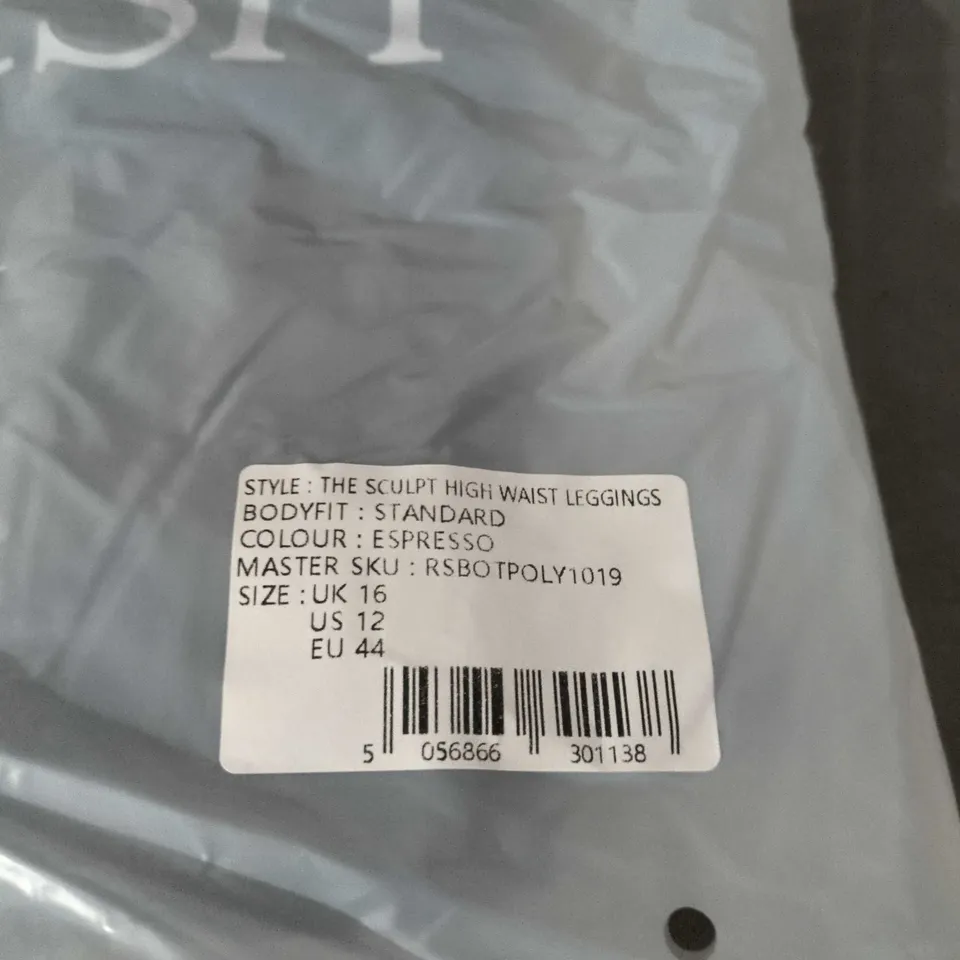 STYLE : THE SCULPT HIGH WAIST LEGGINGS
BODYFIT : STANDARD
COLOUR : ESPRESSO
MASTER SKU : RSBOTPOLY1019
SIZE : UK 16
US 12
EU 44
5 056866 301138